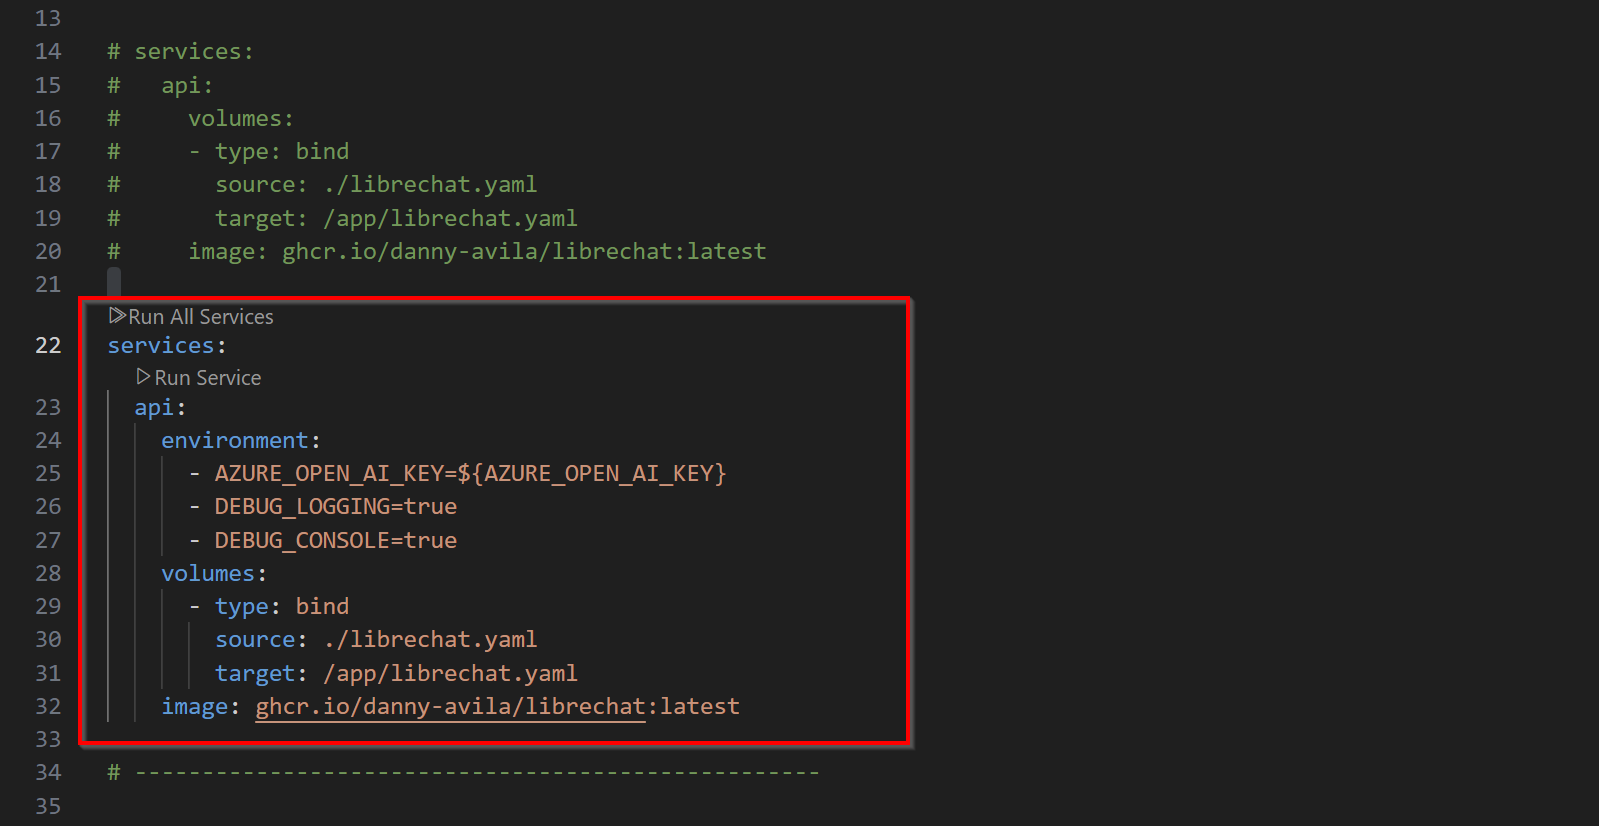 13
14 # services:
15 #   api:
16 #     volumes:
17 #     - type: bind
18 #       source: ./librechat.yaml
19 #       target: /app/librechat.yaml
20 #     image: ghcr.io/danny-avila/librechat:latest
21
Run All Services
22 services:
Run Service
23   api:
24     environment:
25       - AZURE_OPEN_AI_KEY=${AZURE_OPEN_AI_KEY}
26       - DEBUG_LOGGING=true
27       - DEBUG_CONSOLE=true
28     volumes:
29       - type: bind
30         source: ./librechat.yaml
31         target: /app/librechat.yaml
32     image: ghcr.io/danny-avila/librechat:latest
33
34 # ---------------------------------------------------
35